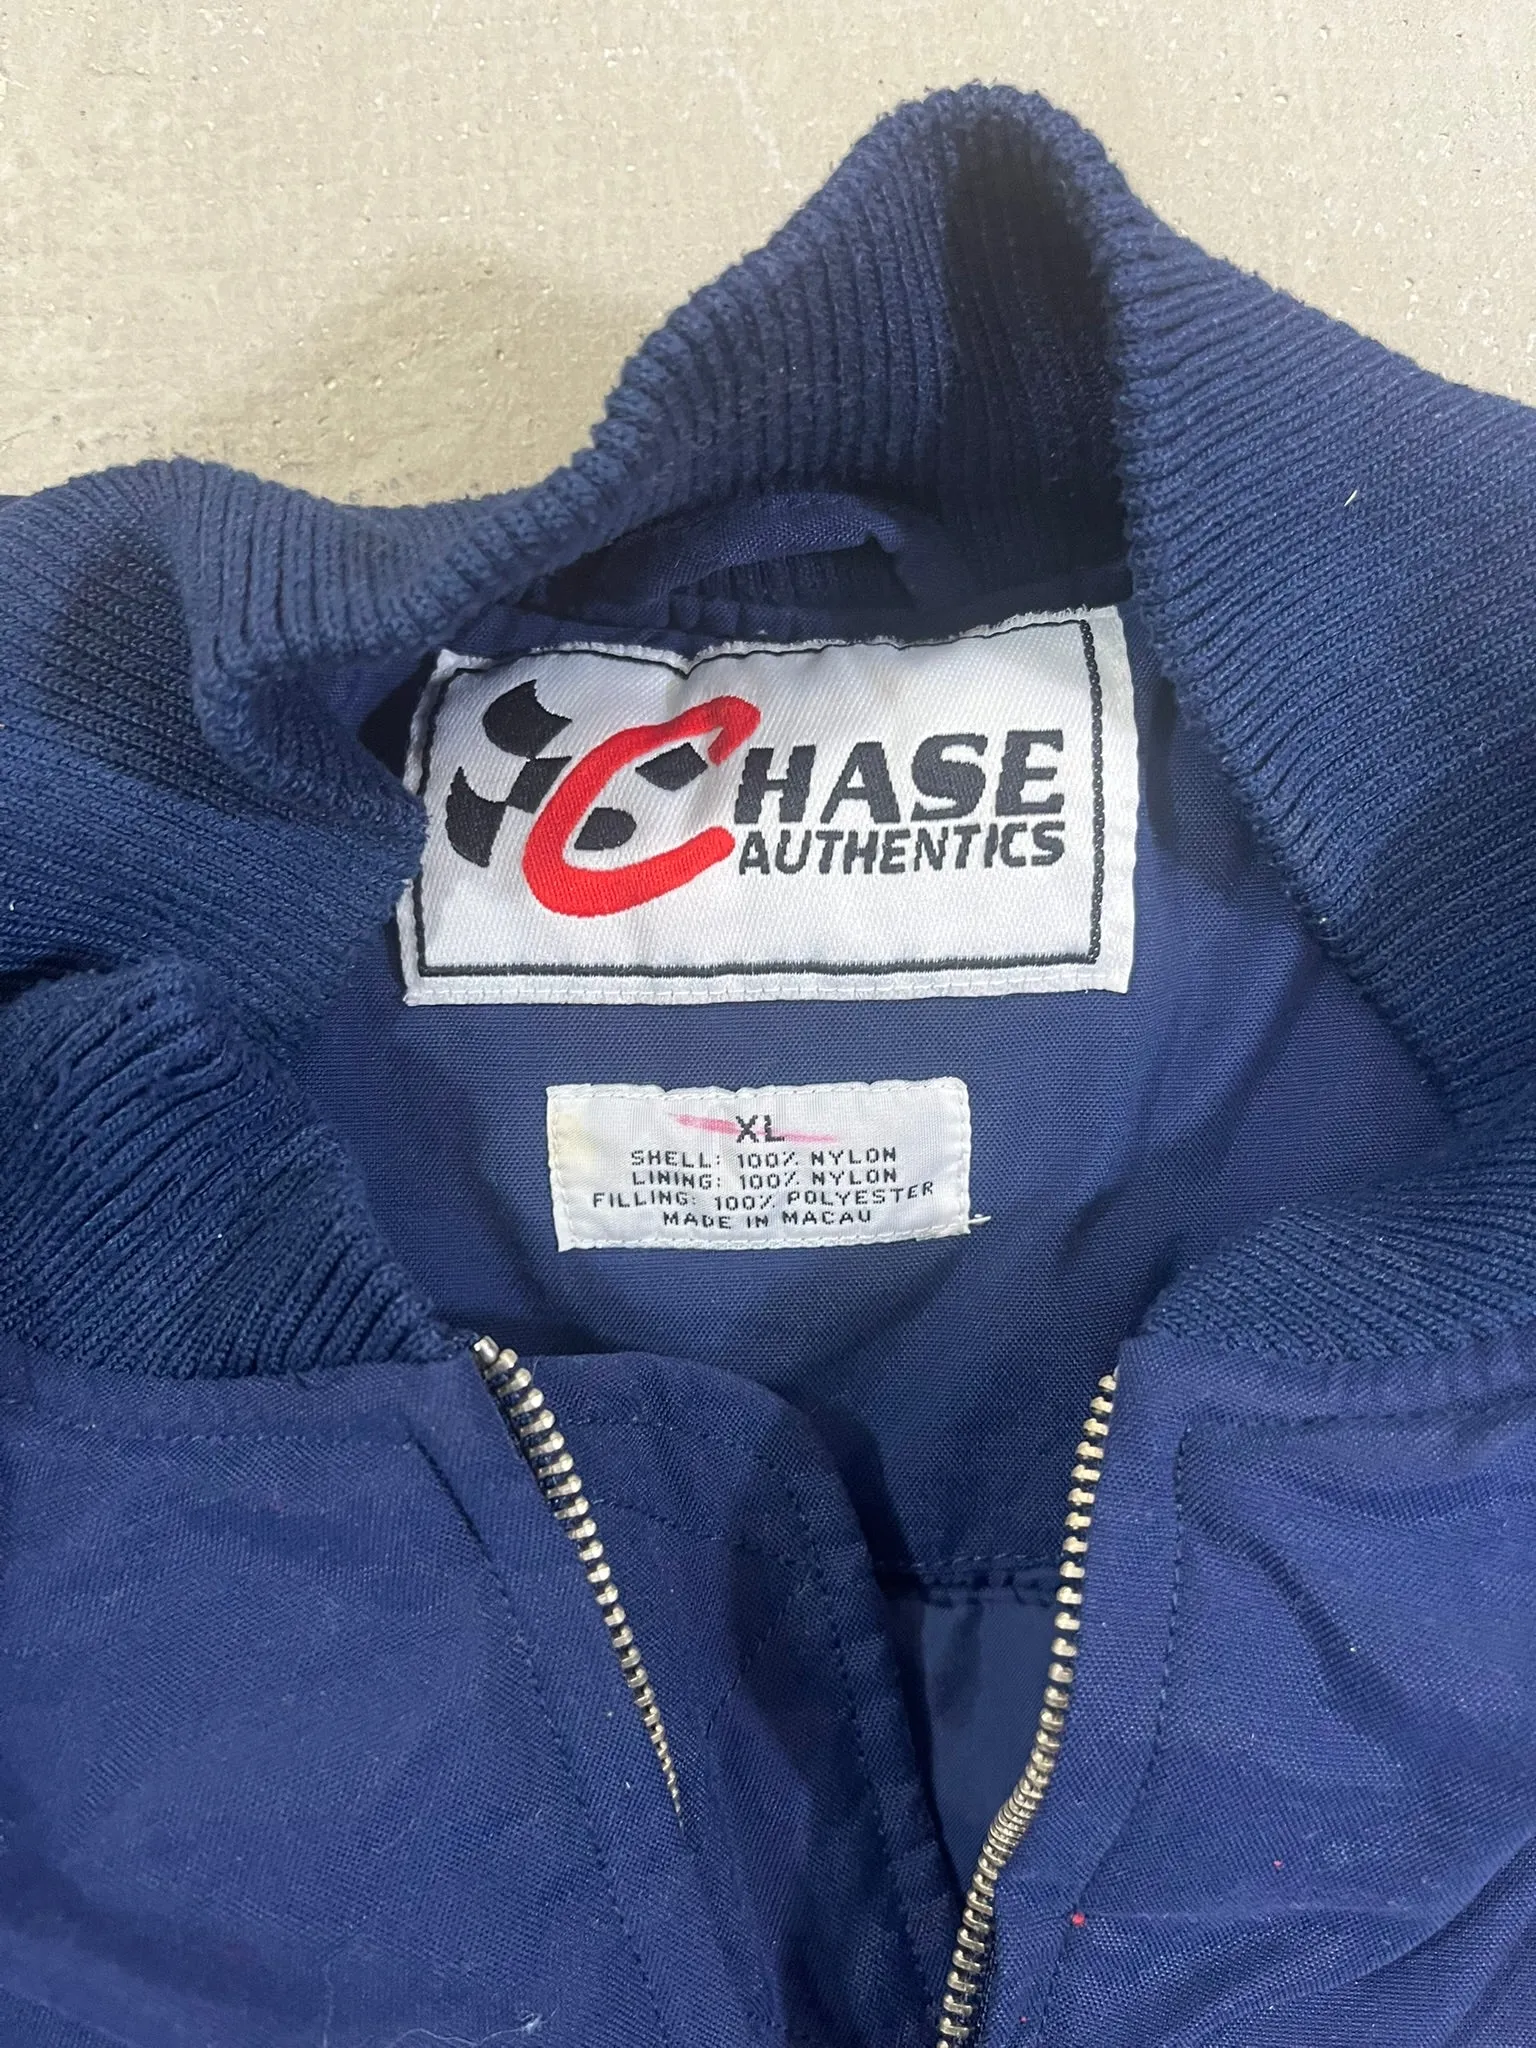 CHASE
AUTHENTICS
XL
SHELL: 100% NYLON
LINING: 100% NYLON
FILLING: 100% POLYESTER
MADE IN MACAU